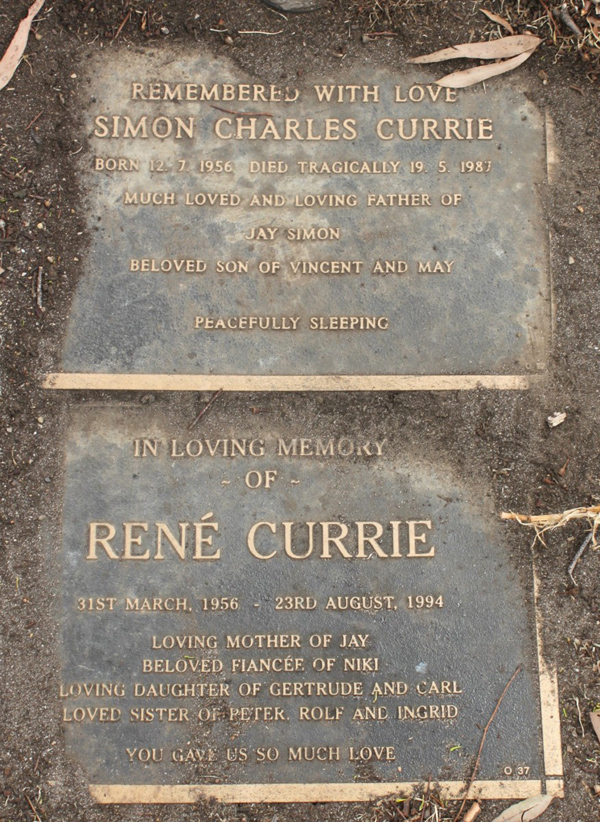 REMEMBERED WITH LOVE
SIMON CHARLES CURRIE
BORN 12. 7. 1956 DIED TRAGICALLY 19. 5. 1987
MUCH LOVED AND LOVING FATHER OF
JAY SIMON
BELOVED SON OF VINCENT AND MAY
PEACEFULLY SLEEPING
IN LOVING MEMORY
~ OF ~
RENÉ CURRIE
31ST MARCH, 1956 - 23RD AUGUST, 1994
LOVING MOTHER OF JAY
BELOVED FIANCÉE OF NIKI
LOVING DAUGHTER OF GERTRUDE AND CARL
LOVED SISTER OF PETER, ROLF AND INGRID
YOU GAVE US SO MUCH LOVE
O 37